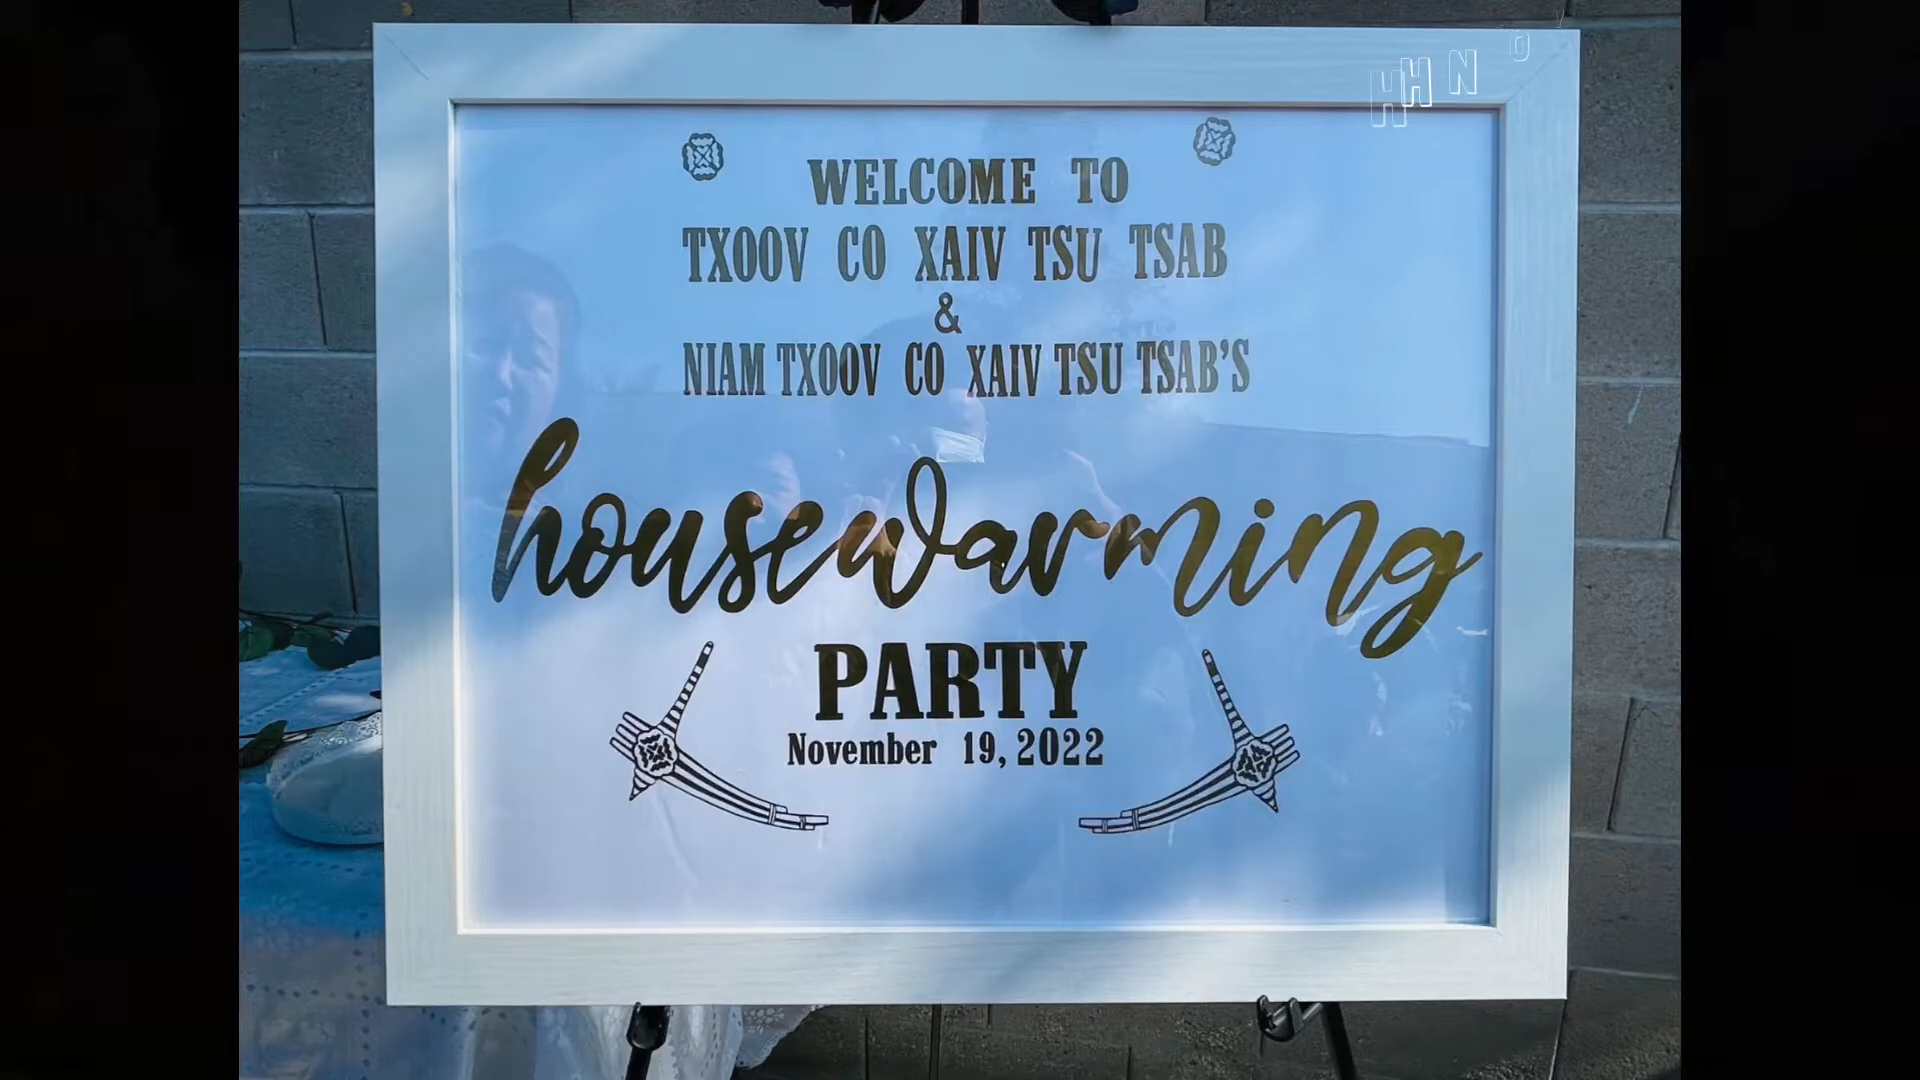 WELCOME TO
TXOOV CO XAIV TSU TSAB
&
NIAM TXOOV CO XAIV TSU TSAB'S
housewarming
PARTY
November 19, 2022